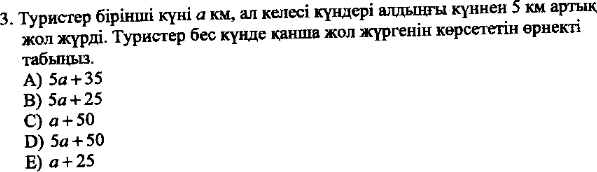 3. Туристер бірінші күні a км, ал келесі күндері алдыңғы күннен 5 км артық
жол жүрді. Туристер бес күнде қанша жол жүргенін көрсететін өрнекті
табыңыз.
A) 5a+35
B) 5a+25
C) a+50
D) 5a+50
E) a+25